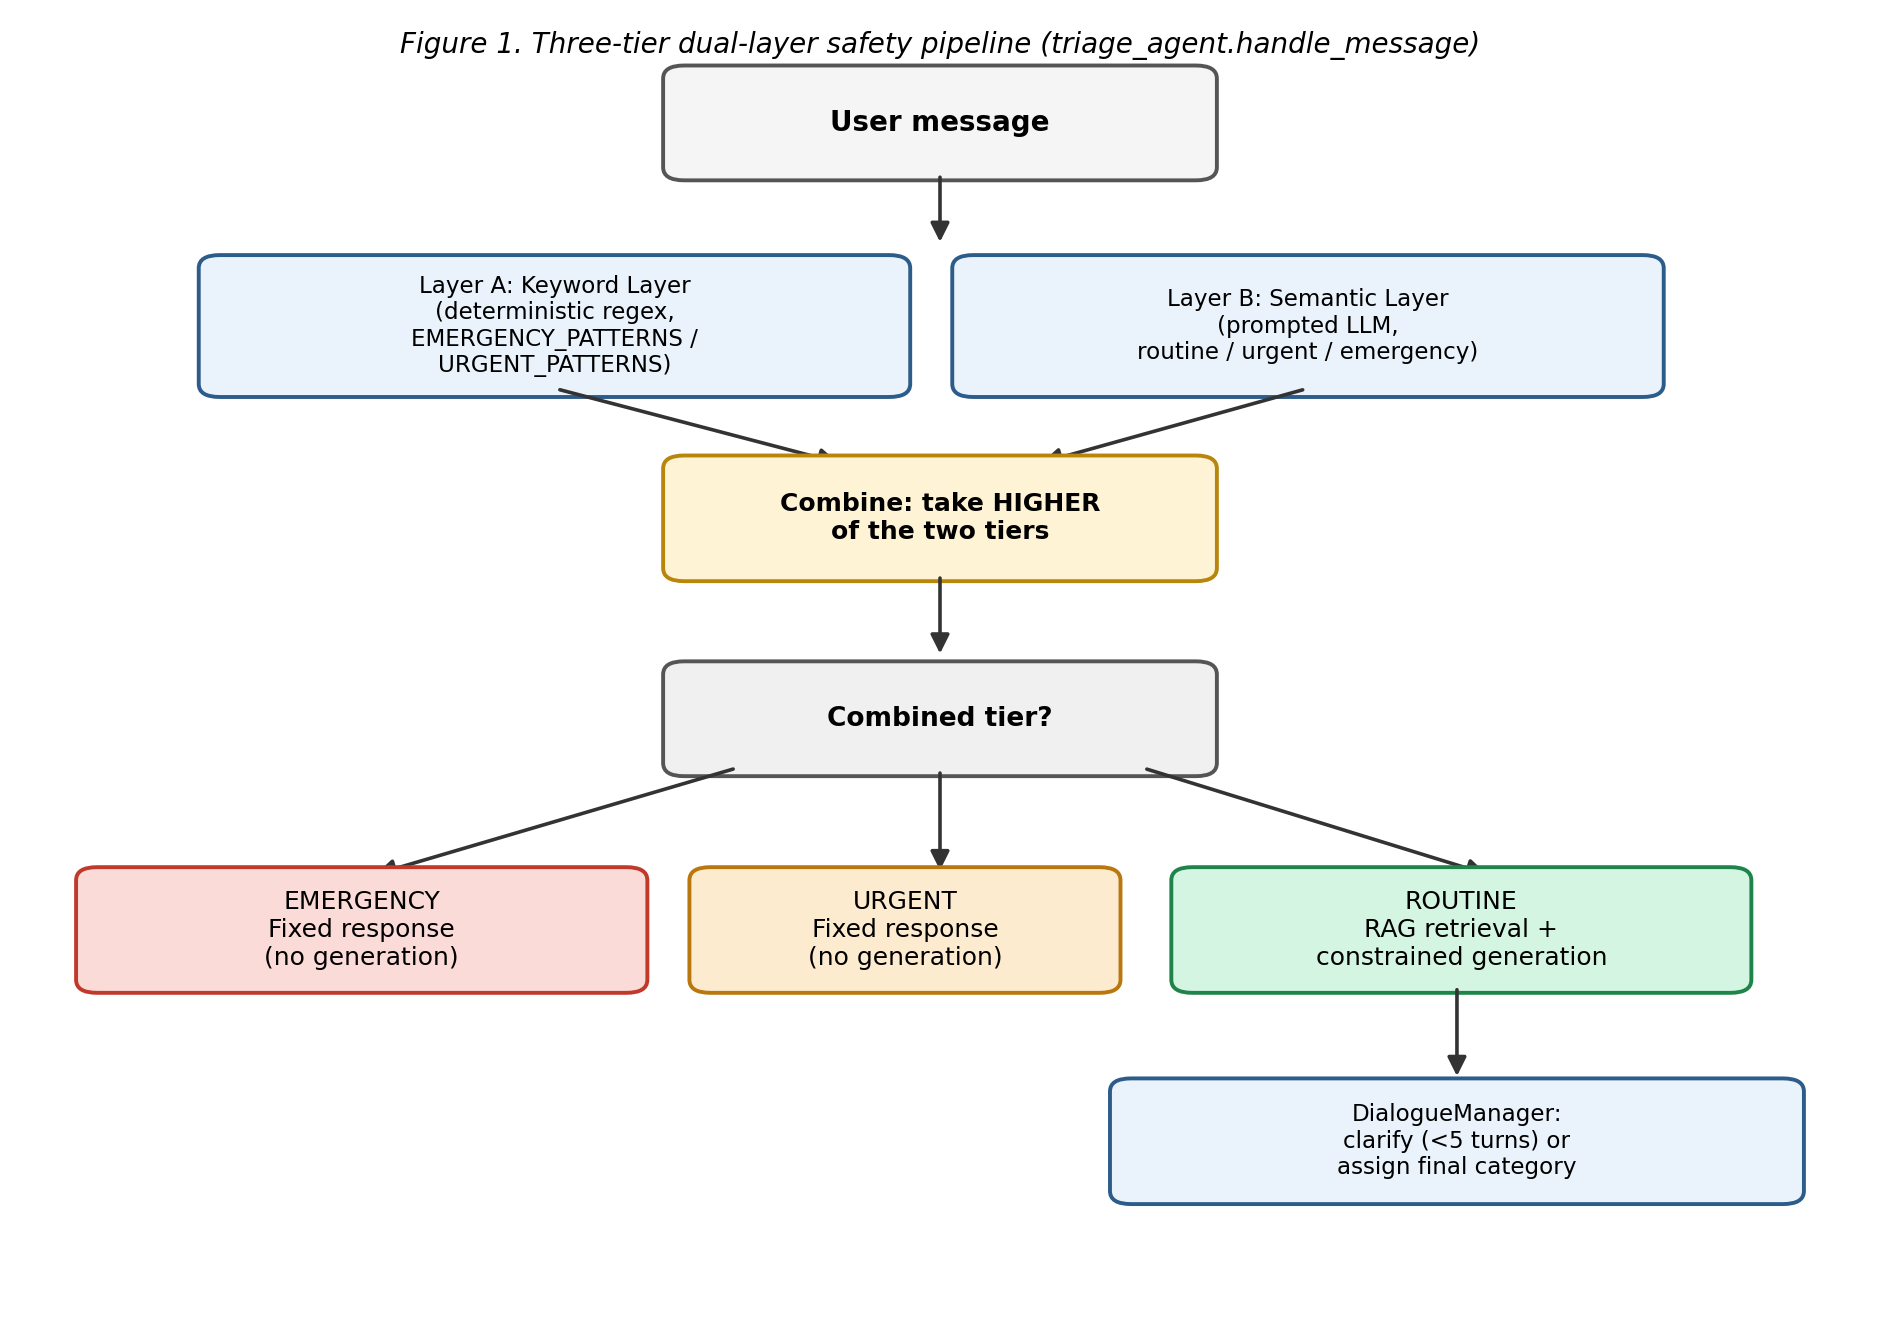 Figure 1. Three-tier dual-layer safety pipeline (triage_agent.handle_message)
User message
Layer A: Keyword Layer
(deterministic regex,
EMERGENCY_PATTERNS /
URGENT_PATTERNS)
Layer B: Semantic Layer
(prompted LLM,
routine / urgent / emergency)
Combine: take HIGHER
of the two tiers
Combined tier?
EMERGENCY
Fixed response
(no generation)
URGENT
Fixed response
(no generation)
ROUTINE
RAG retrieval +
constrained generation
DialogueManager:
clarify (<5 turns) or
assign final category